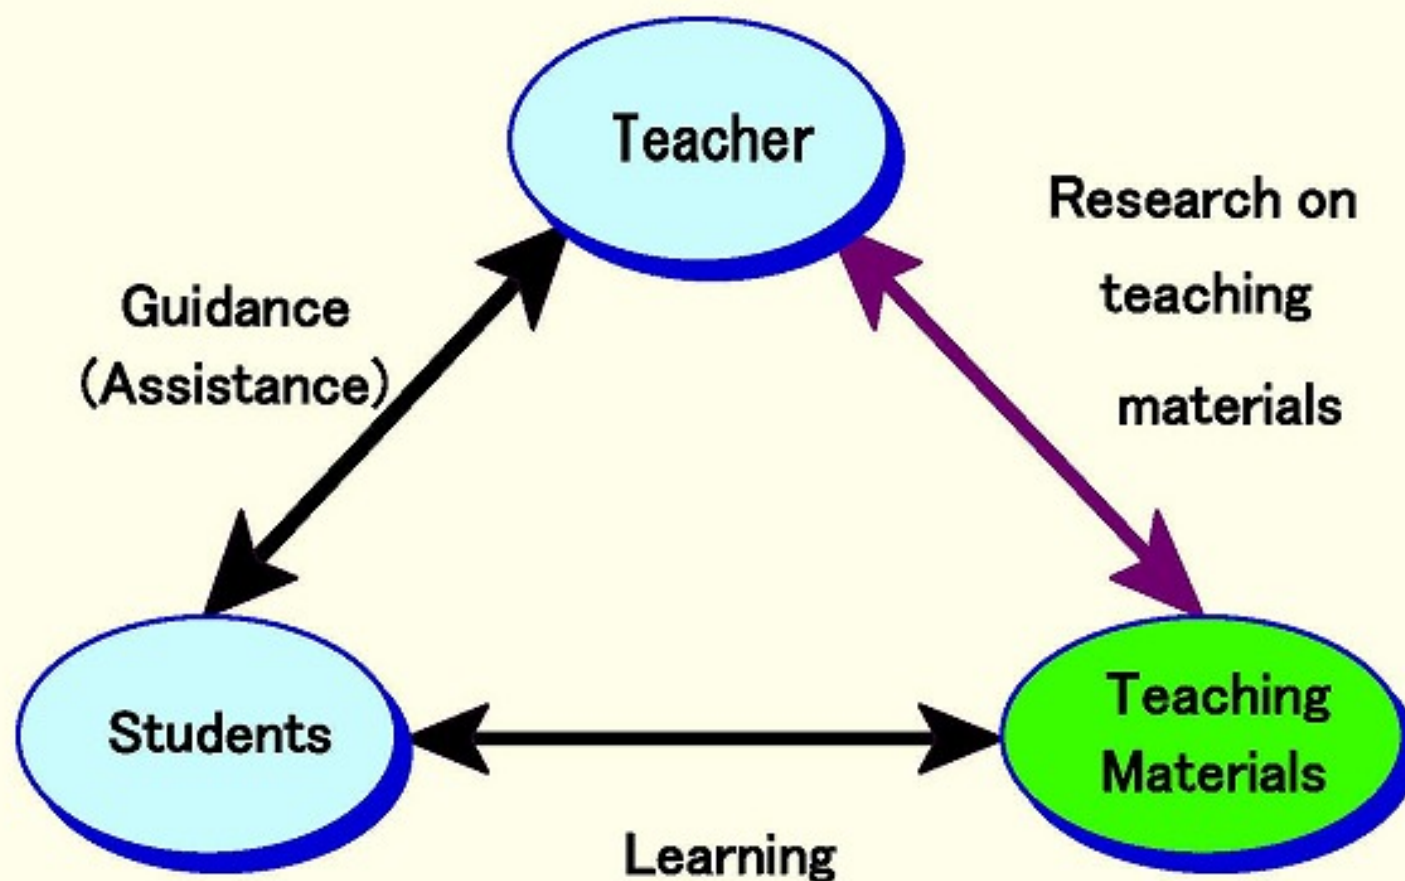 Teacher
Research on
teaching
materials
Guidance
(Assistance)
Students
Teaching
Materials
Learning